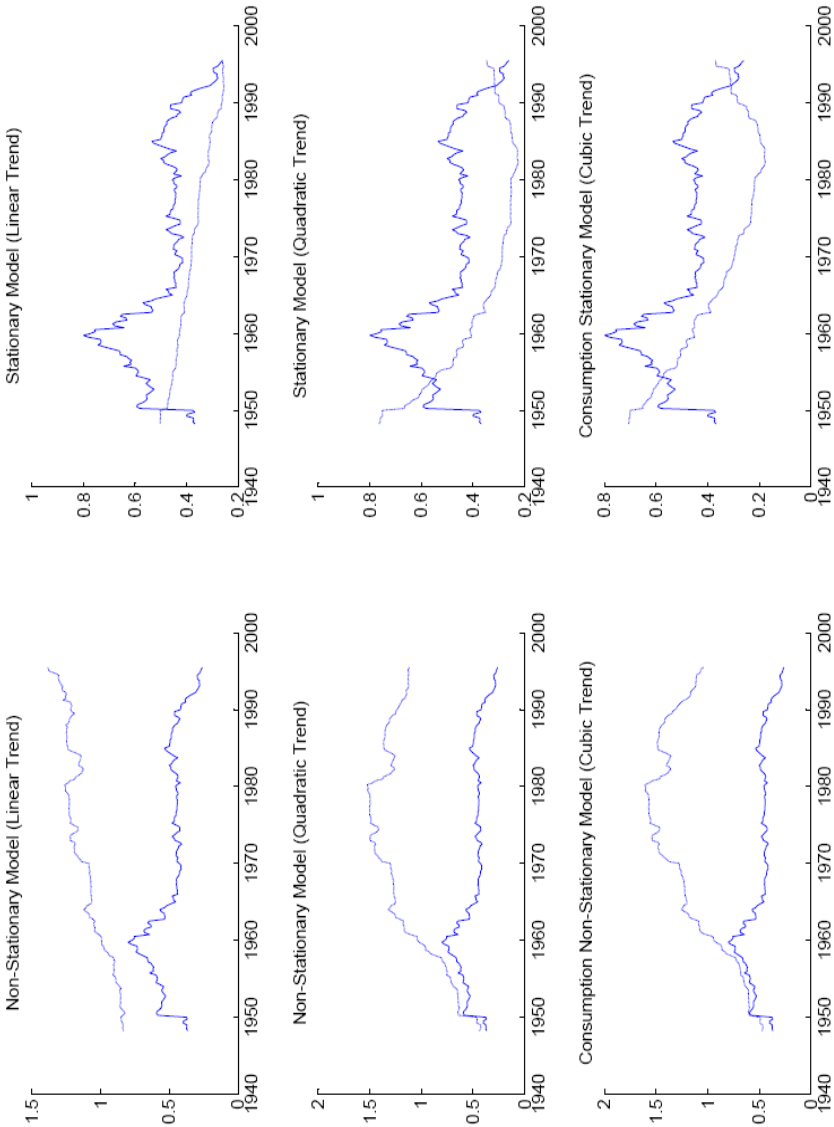 Non-Stationary Model (Linear Trend)
1.5
1
0.5
0
1940 1950 1960 1970 1980 1990 2000
Stationary Model (Linear Trend)
1
0.8
0.6
0.4
0.2
1940 1950 1960 1970 1980 1990 2000
Non-Stationary Model (Quadratic Trend)
2
1.5
1
0.5
0
1940 1950 1960 1970 1980 1990 2000
Stationary Model (Quadratic Trend)
1
0.8
0.6
0.4
0.2
1940 1950 1960 1970 1980 1990 2000
Consumption Non-Stationary Model (Cubic Trend)
2
1.5
1
0.5
0
1940 1950 1960 1970 1980 1990 2000
Consumption Stationary Model (Cubic Trend)
0.8
0.6
0.4
0.2
0
1940 1950 1960 1970 1980 1990 2000